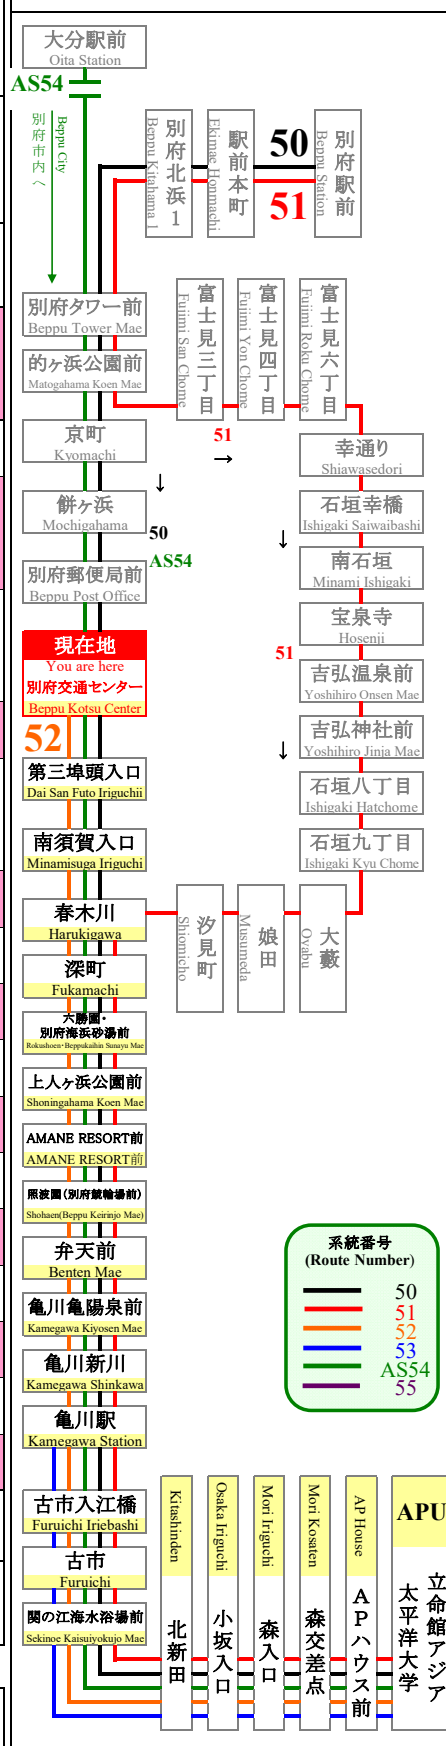 大分駅前
Oita Station
AS54
別府市内へ
Beppu City
別府北浜1
Beppu Kitahama 1
駅前本町
Ekimae Honmachi
50
51
別府駅前
Beppu Station
別府タワー前
Beppu Tower Mae
的ヶ浜公園前
Matogahama Koen Mae
富士見三丁目
Fujimi San Chome
富士見四丁目
Fujimi Yon Chome
富士見六丁目
Fujimi Roku Chome
51
→
京町
Kyomachi
幸通り
Shiawasedori
↓
餅ヶ浜
Mochigahama
50
AS54
石垣幸橋
Ishigaki Saiwaibashi
↓
別府郵便局前
Beppu Post Office
南石垣
Minami Ishigaki
宝泉寺
Hosenji
現在地
You are here
別府交通センター
Beppu Kotsu Center
51
吉弘温泉前
Yoshihiro Onsen Mae
52
吉弘神社前
Yoshihiro Jinja Mae
↓
第三埠頭入口
Dai San Futo Iriguchii
石垣八丁目
Ishigaki Hatchome
南須賀入口
Minamisuga Iriguchi
石垣九丁目
Ishigaki Kyu Chome
春木川
Harukigawa
汐見町
Shiomicho
娘田
Musumeda
大藪
Oyabu
深町
Fukamachi
六勝園・
別府海浜砂湯前
Rokushoen・Beppukaihin Sunayu Mae
上人ヶ浜公園前
Shoningahama Koen Mae
AMANE RESORT前
AMANE RESORT前
照波園(別府競輪場前)
Shohaen(Beppu Keirinjo Mae)
弁天前
Benten Mae
亀川亀陽泉前
Kamegawa Kiyosen Mae
亀川新川
Kamegawa Shinkawa
亀川駅
Kamegawa Station
系統番号
(Route Number)
50
51
52
53
AS54
55
古市入江橋
Furuichi Iriebashi
古市
Furuichi
関の江海水浴場前
Sekinoe Kaisuiyokujo Mae
Kitashinden
北新田
Osaka Iriguchi
小坂入口
Mori Iriguchi
森入口
Mori Kosaten
森交差点
AP House
APハウス前
APU
立命館アジア
太平洋大学